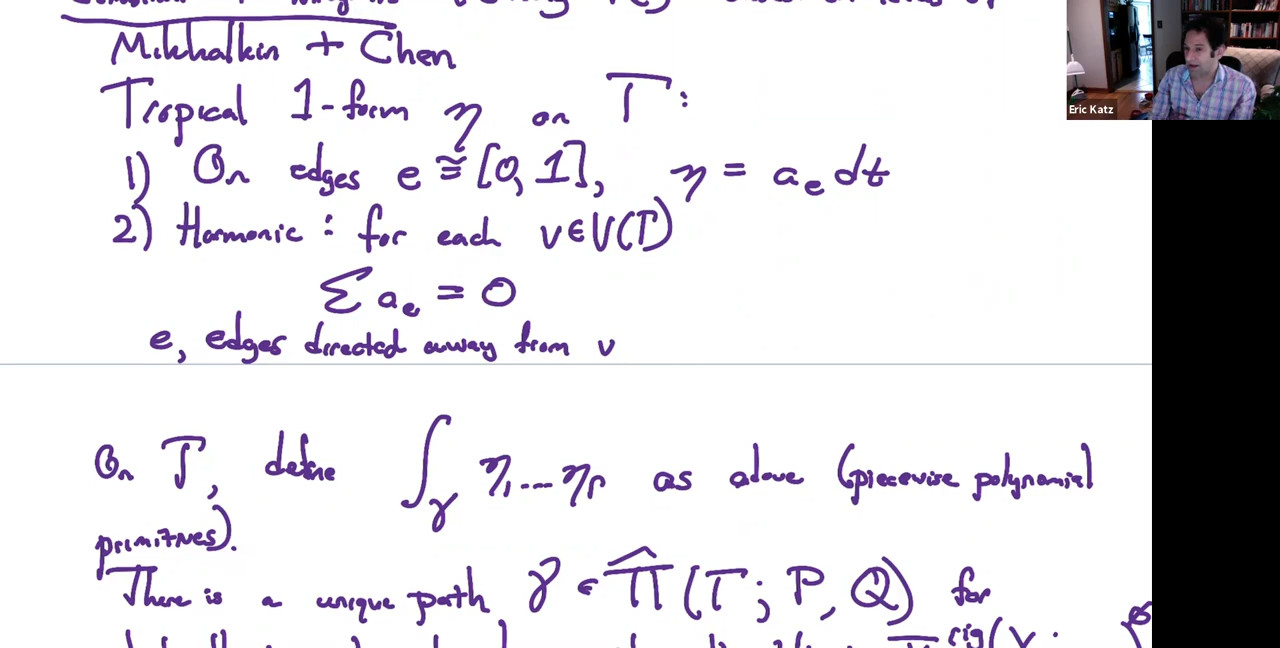 Mikhalkin + Chen
Eric Katz
Tropical 1-form η on Γ:
1) On edges e ≅ [0, 1], η = a_e dt
2) Harmonic : for each v ∈ V(Γ)
Σ a_e = 0
e, edges directed away from v
On Γ, define ∫_γ η_1 ... η_r as above (piecewise polynomial
primitives).
There is a unique path γ ∈ Π̂(Γ; P, Q) for